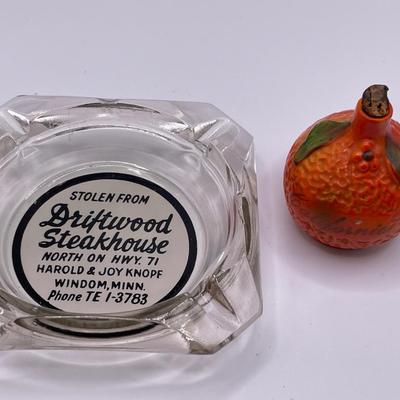 STOLEN FROM
Driftwood
Steakhouse
NORTH ON HWY. 71
HAROLD & JOY KNOPF
WINDOM, MINN.
Phone TE 1-3783